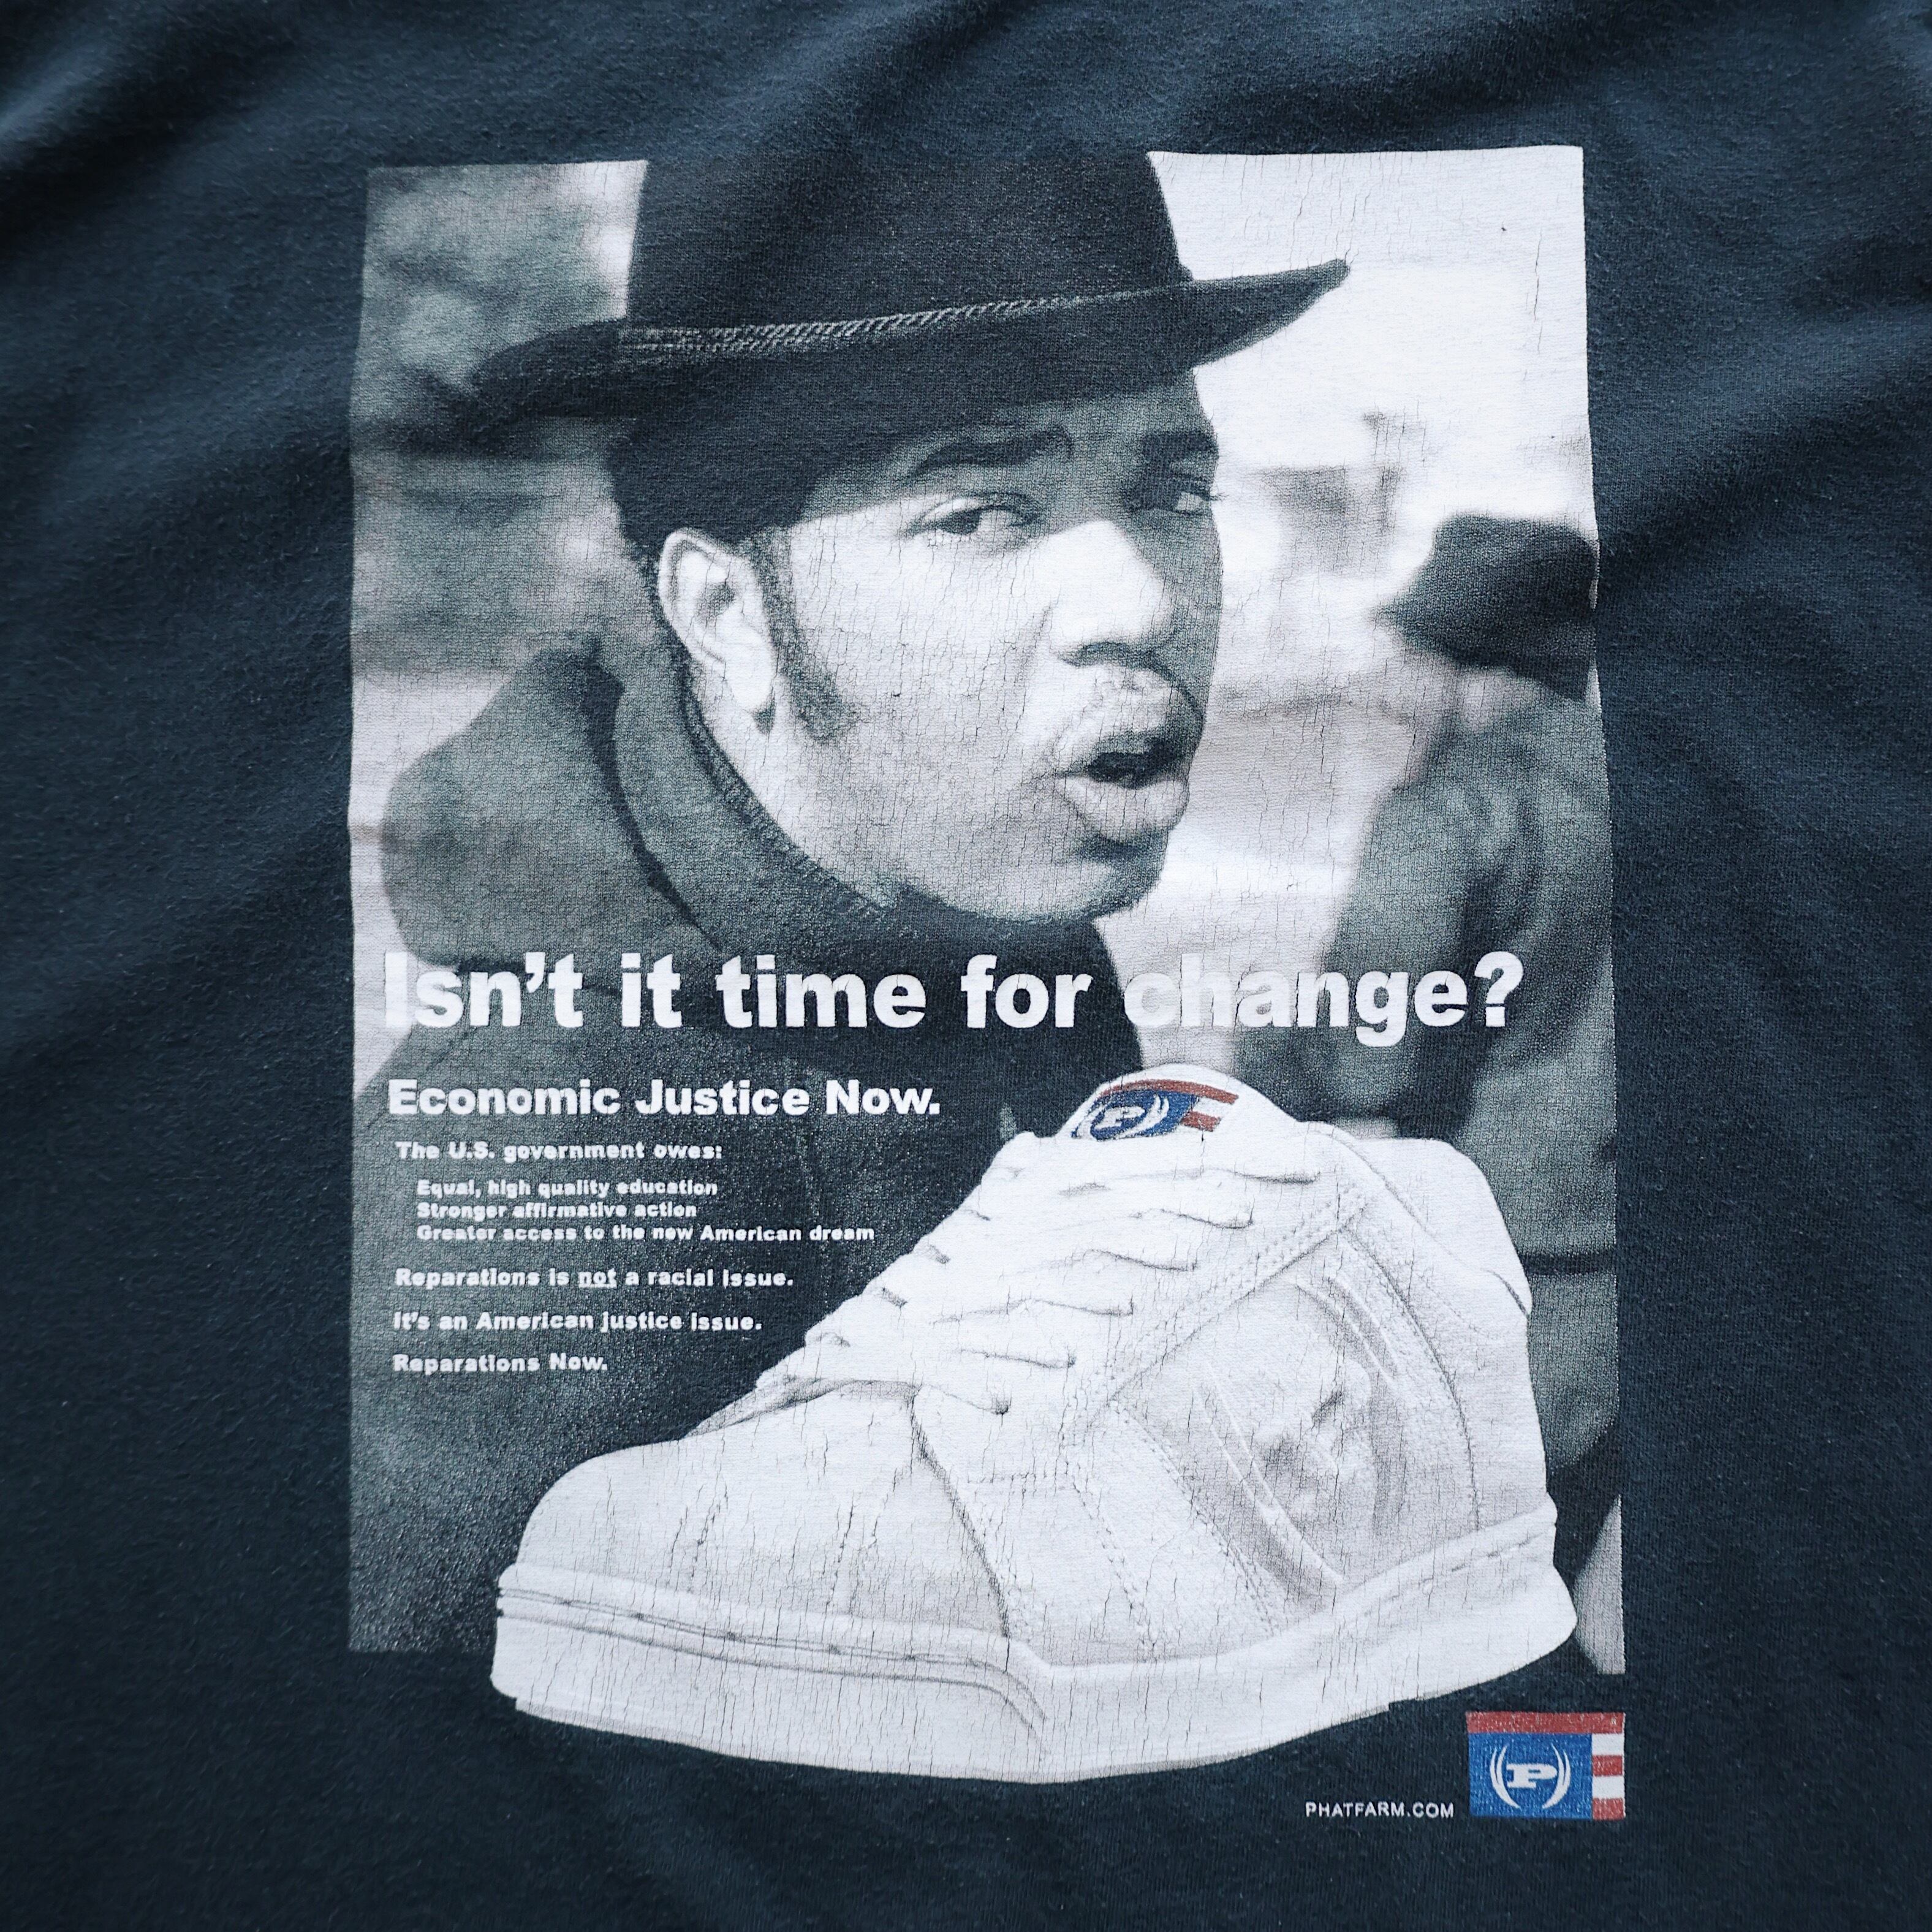 Isn't it time for change?
Economic Justice Now.
The U.S. government owes:
Equal, high quality education
Stronger affirmative action
Greater access to the new American dream
Reparations is not a racial issue.
It's an American justice issue.
Reparations Now.
P
P
PHATFARM.COM